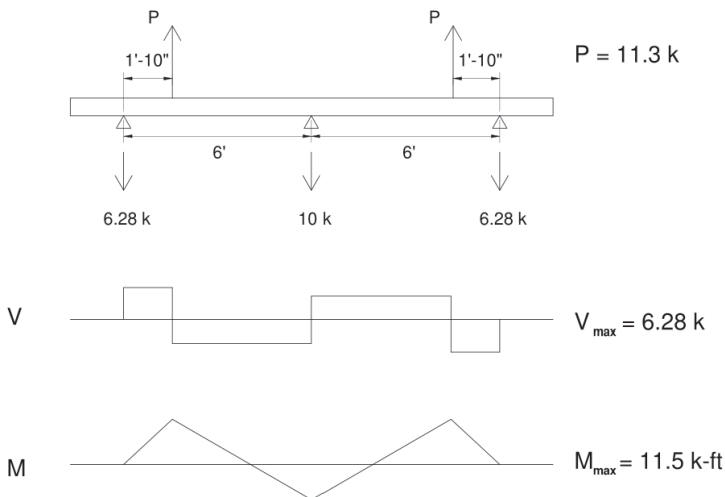 P
P
P = 11.3 k
1'-10"
1'-10"
6'
6'
6.28 k
10 k
6.28 k
V
V max = 6.28 k
M
M max = 11.5 k-ft